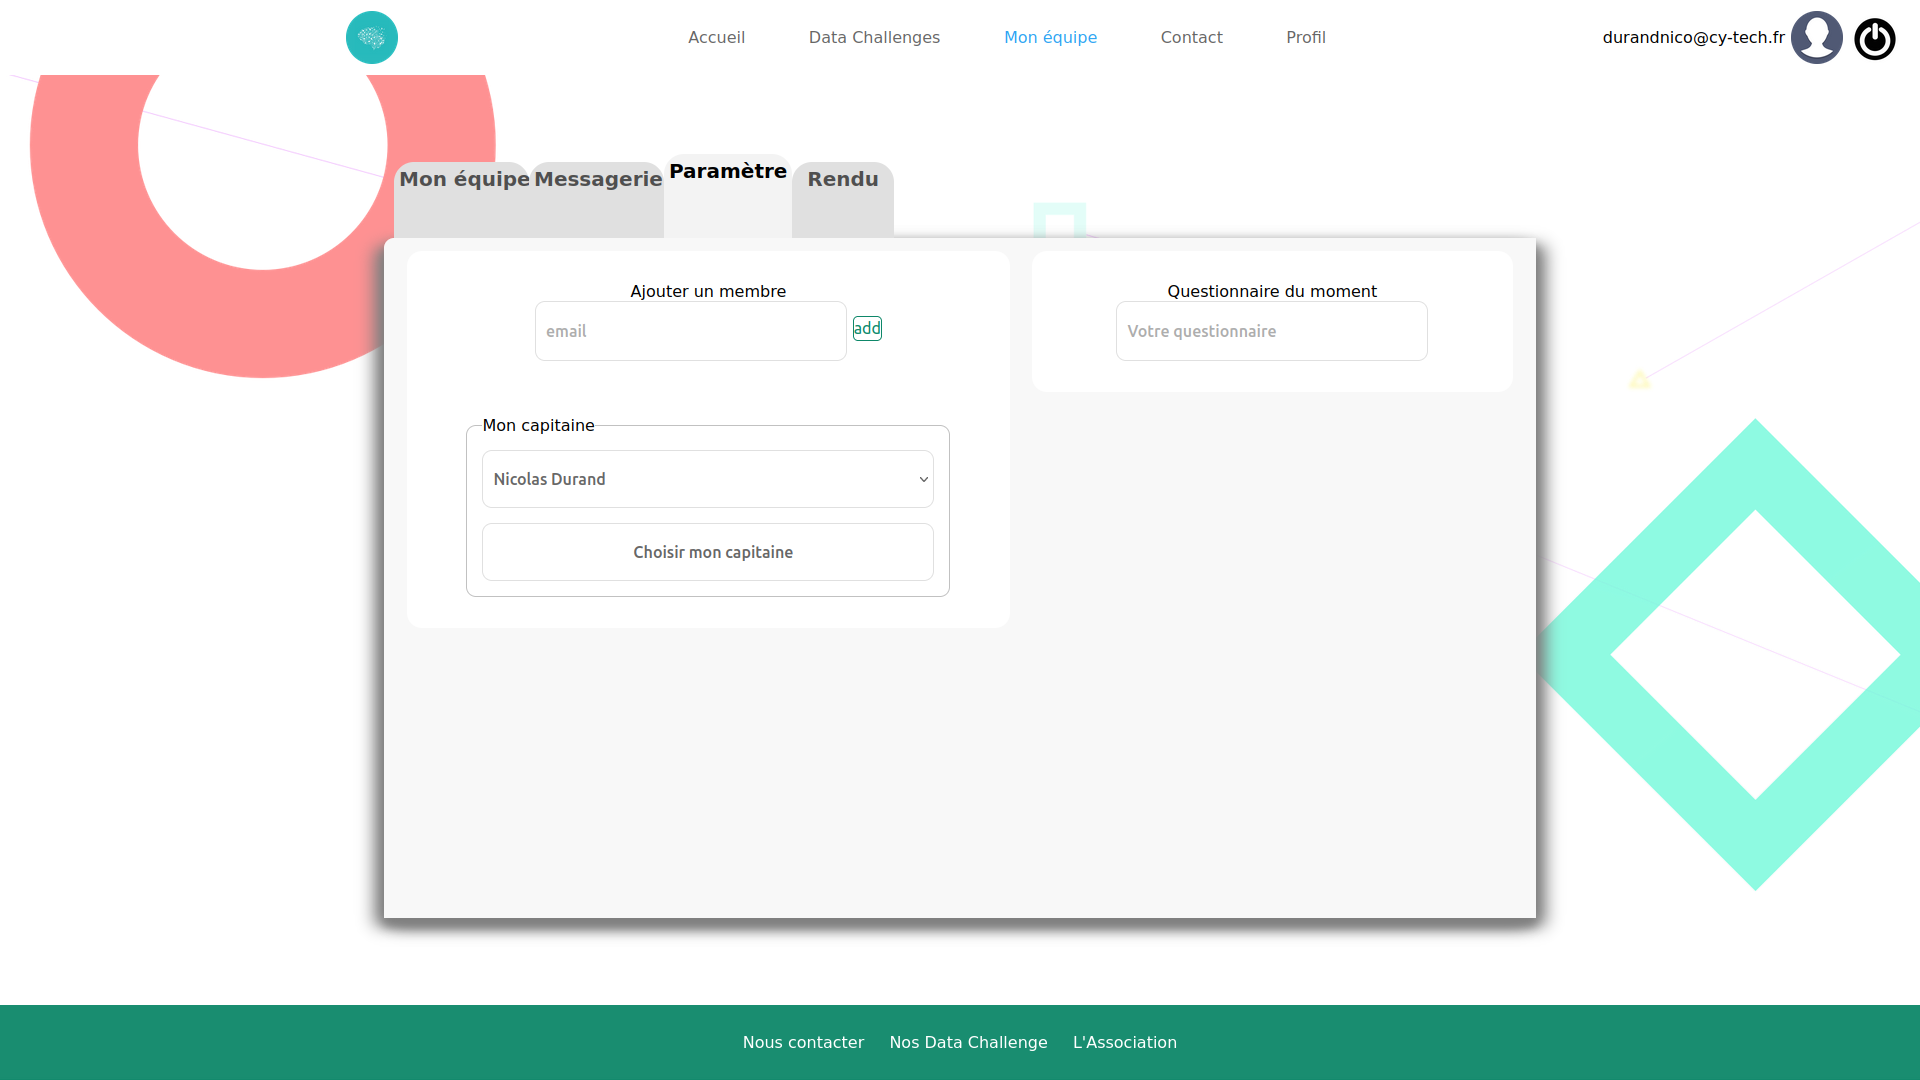 Accueil
Data Challenges
Mon équipe
Contact
Profil
durandnico@cy-tech.fr
Mon équipe
Messagerie
Paramètre
Rendu
Ajouter un membre
email
add
Mon capitaine
Nicolas Durand
Choisir mon capitaine
Questionnaire du moment
Votre questionnaire
Nous contacter
Nos Data Challenge
L'Association